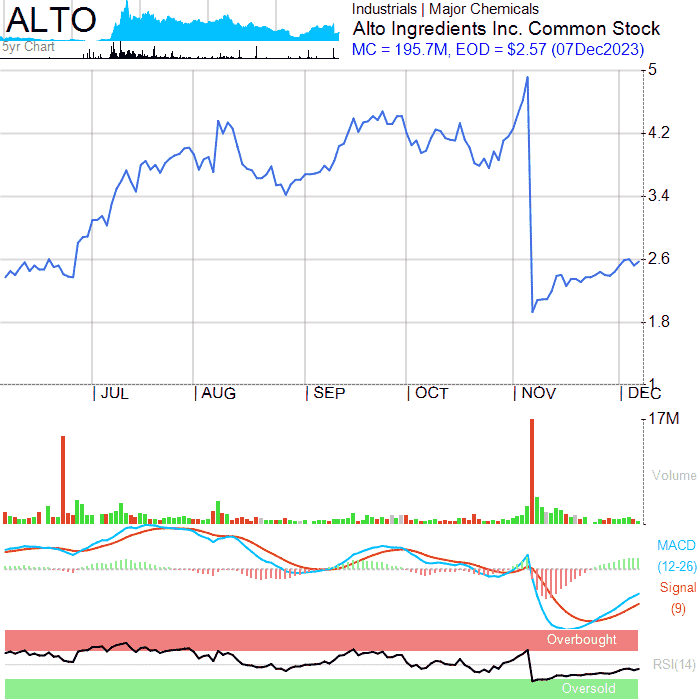 ALTO
5yr Chart
Industrials | Major Chemicals
Alto Ingredients Inc. Common Stock
MC = 195.7M, EOD = $2.57 (07Dec2023)
5
4.2
3.4
2.6
1.8
1
JUL AUG SEP OCT NOV DEC
17M
Volume
MACD
(12-26)
Signal
(9)
Overbought
RSI(14)
Oversold